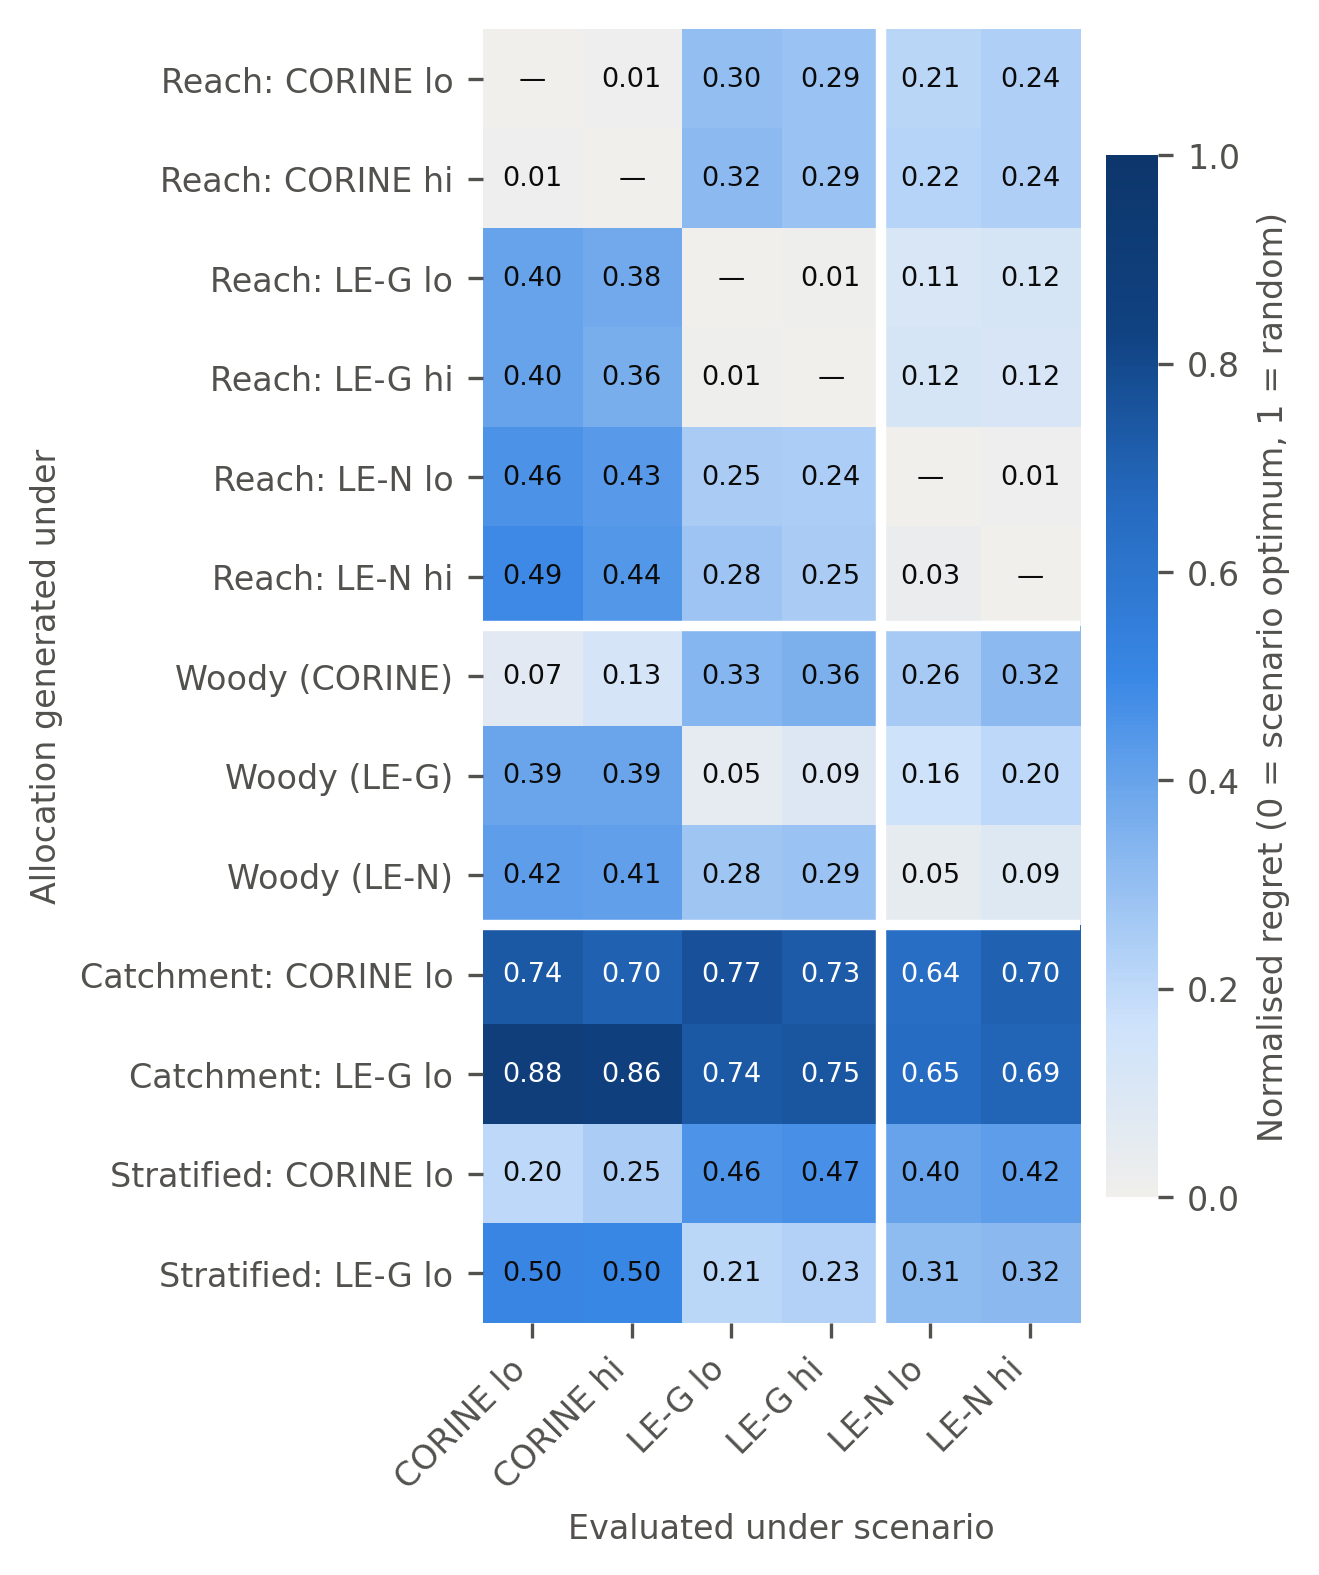 Reach: CORINE lo — 0.01 0.30 0.29 0.21 0.24
Reach: CORINE hi 0.01 — 0.32 0.29 0.22 0.24
Reach: LE-G lo 0.40 0.38 — 0.01 0.11 0.12
Reach: LE-G hi 0.40 0.36 0.01 — 0.12 0.12
Reach: LE-N lo 0.46 0.43 0.25 0.24 — 0.01
Reach: LE-N hi 0.49 0.44 0.28 0.25 0.03 —
Woody (CORINE) 0.07 0.13 0.33 0.36 0.26 0.32
Woody (LE-G) 0.39 0.39 0.05 0.09 0.16 0.20
Woody (LE-N) 0.42 0.41 0.28 0.29 0.05 0.09
Catchment: CORINE lo 0.74 0.70 0.77 0.73 0.64 0.70
Catchment: LE-G lo 0.88 0.86 0.74 0.75 0.65 0.69
Stratified: CORINE lo 0.20 0.25 0.46 0.47 0.40 0.42
Stratified: LE-G lo 0.50 0.50 0.21 0.23 0.31 0.32
CORINE lo
CORINE hi
LE-G lo
LE-G hi
LE-N lo
LE-N hi
Evaluated under scenario
Allocation generated under
1.0
0.8
0.6
0.4
0.2
0.0
Normalised regret (0 = scenario optimum, 1 = random)